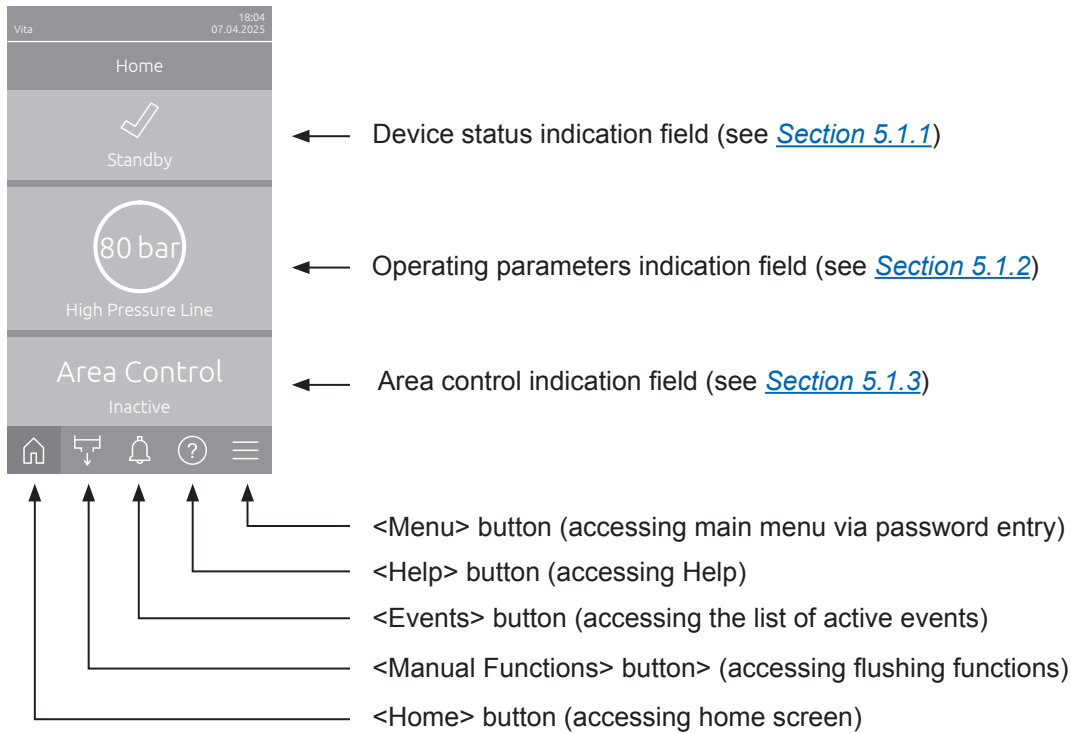 Vita
18:04
07.04.2025
Home
Standby
Device status indication field (see Section 5.1.1)
80 bar
High Pressure Line
Operating parameters indication field (see Section 5.1.2)
Area Control
Inactive
Area control indication field (see Section 5.1.3)
?
<Menu> button (accessing main menu via password entry)
<Help> button (accessing Help)
<Events> button (accessing the list of active events)
<Manual Functions> button> (accessing flushing functions)
<Home> button (accessing home screen)